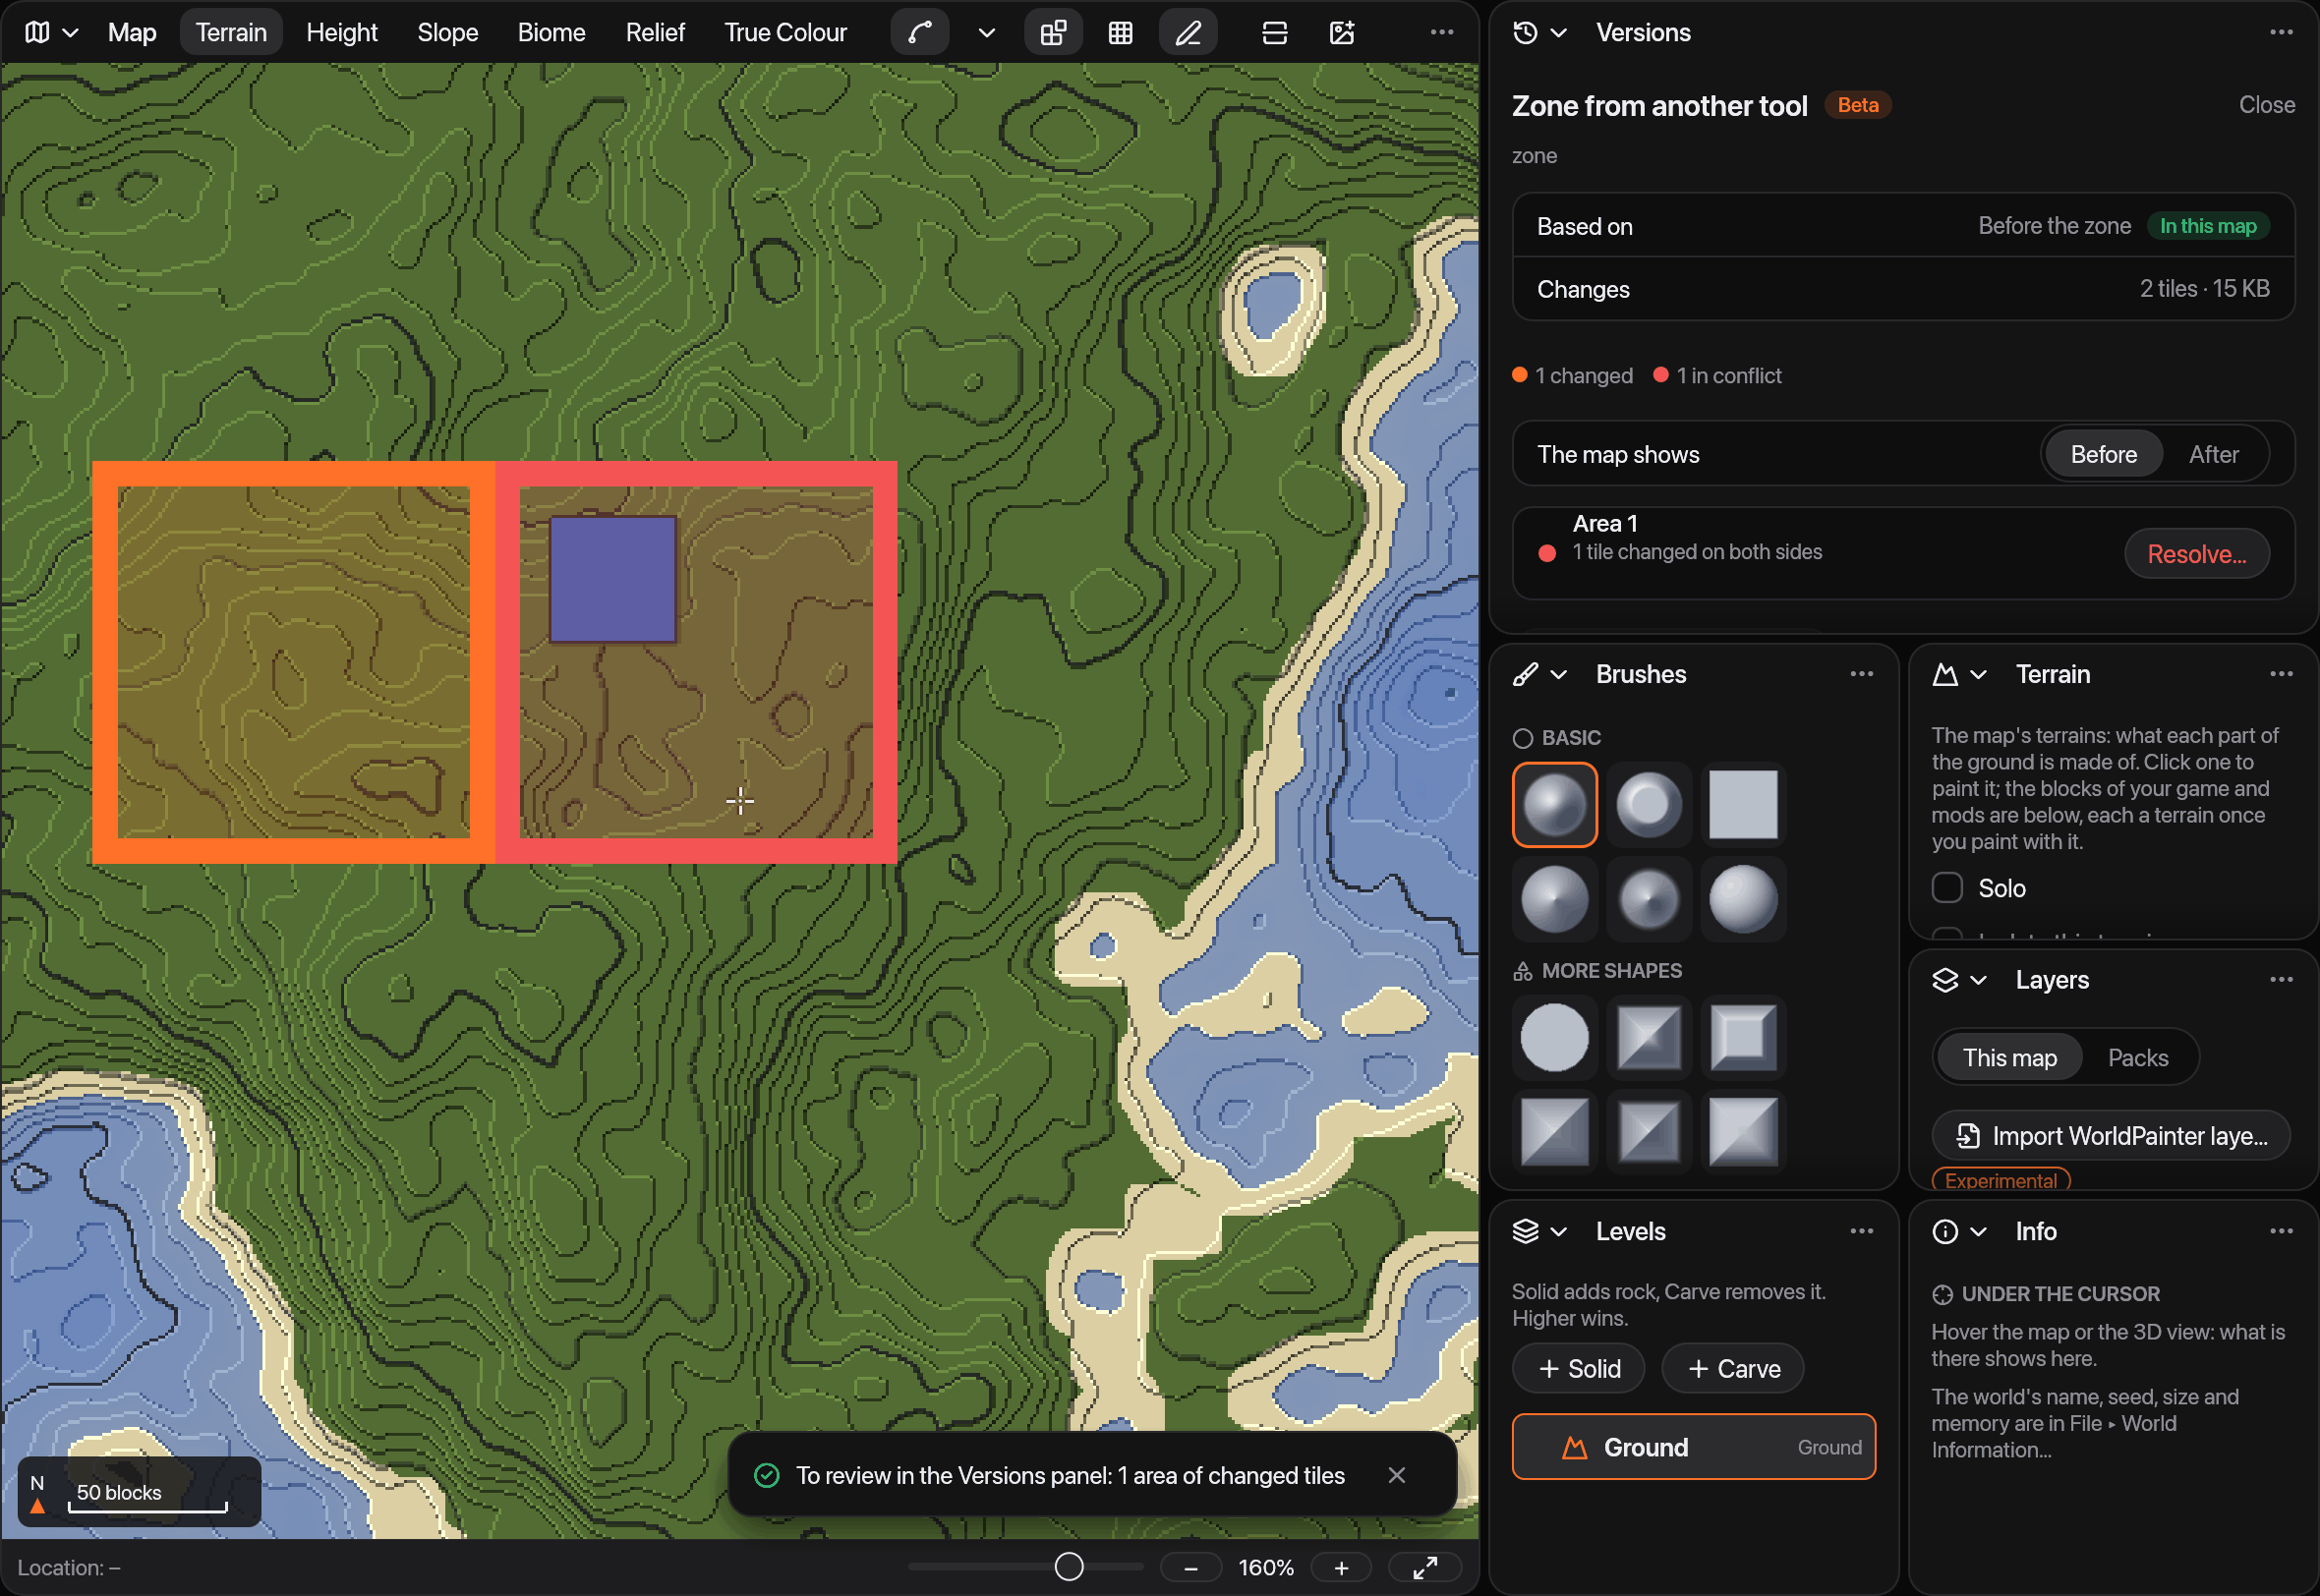 Map
Terrain
Height
Slope
Biome
Relief
True Colour
N
50 blocks
To review in the Versions panel: 1 area of changed tiles
Location: –
160%
Versions
Zone from another tool
Beta
Close
zone
Based on
Before the zone
In this map
Changes
2 tiles · 15 KB
1 changed
1 in conflict
The map shows
Before
After
Area 1
1 tile changed on both sides
Resolve...
Brushes
BASIC
MORE SHAPES
Terrain
The map's terrains: what each part of
the ground is made of. Click one to
paint it; the blocks of your game and
mods are below, each a terrain once
you paint with it.
Solo
Layers
This map
Packs
Import WorldPainter laye...
Experimental
Levels
Solid adds rock, Carve removes it.
Higher wins.
+ Solid
+ Carve
Ground
Ground
Info
UNDER THE CURSOR
Hover the map or the 3D view: what is
there shows here.
The world's name, seed, size and
memory are in File ▸ World
Information...